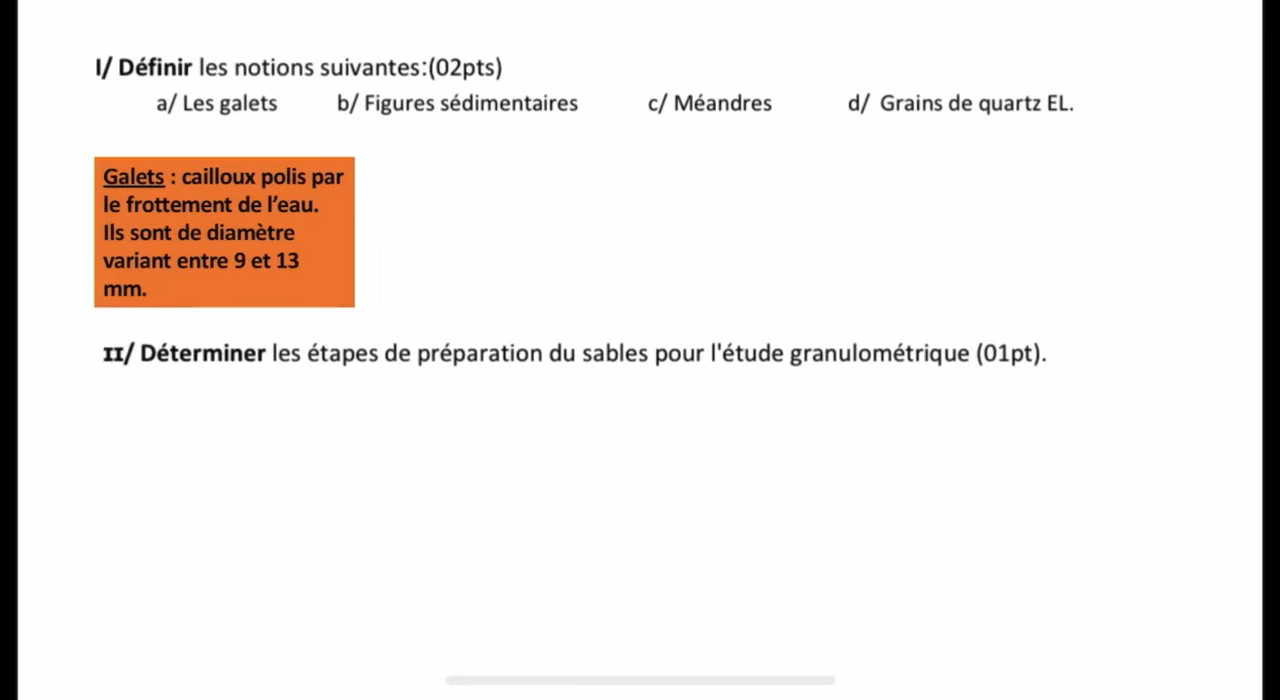 I/ Définir les notions suivantes:(02pts)
a/ Les galets b/ Figures sédimentaires c/ Méandres d/ Grains de quartz EL.
Galets : cailloux polis par
le frottement de l’eau.
Ils sont de diamètre
variant entre 9 et 13
mm.
II/ Déterminer les étapes de préparation du sables pour l'étude granulométrique (01pt).